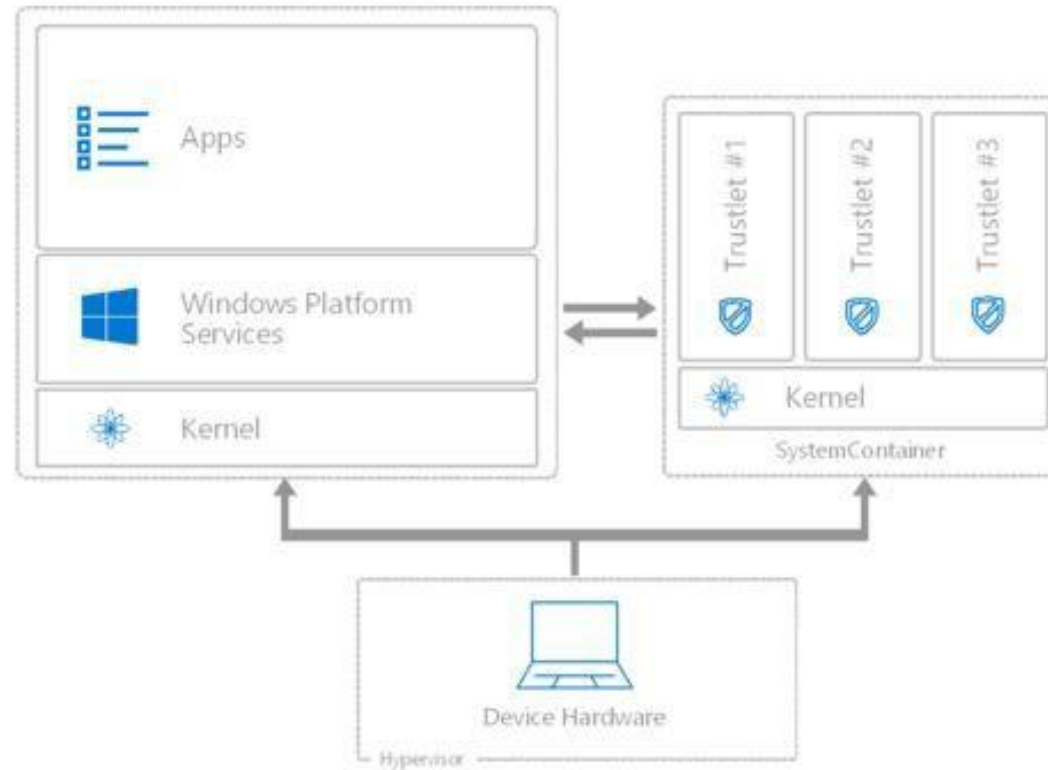 Apps
Windows Platform
Services
Kernel
Trustlet #1
Trustlet #2
Trustlet #3
Kernel
SystemContainer
Device Hardware
Hypervisor